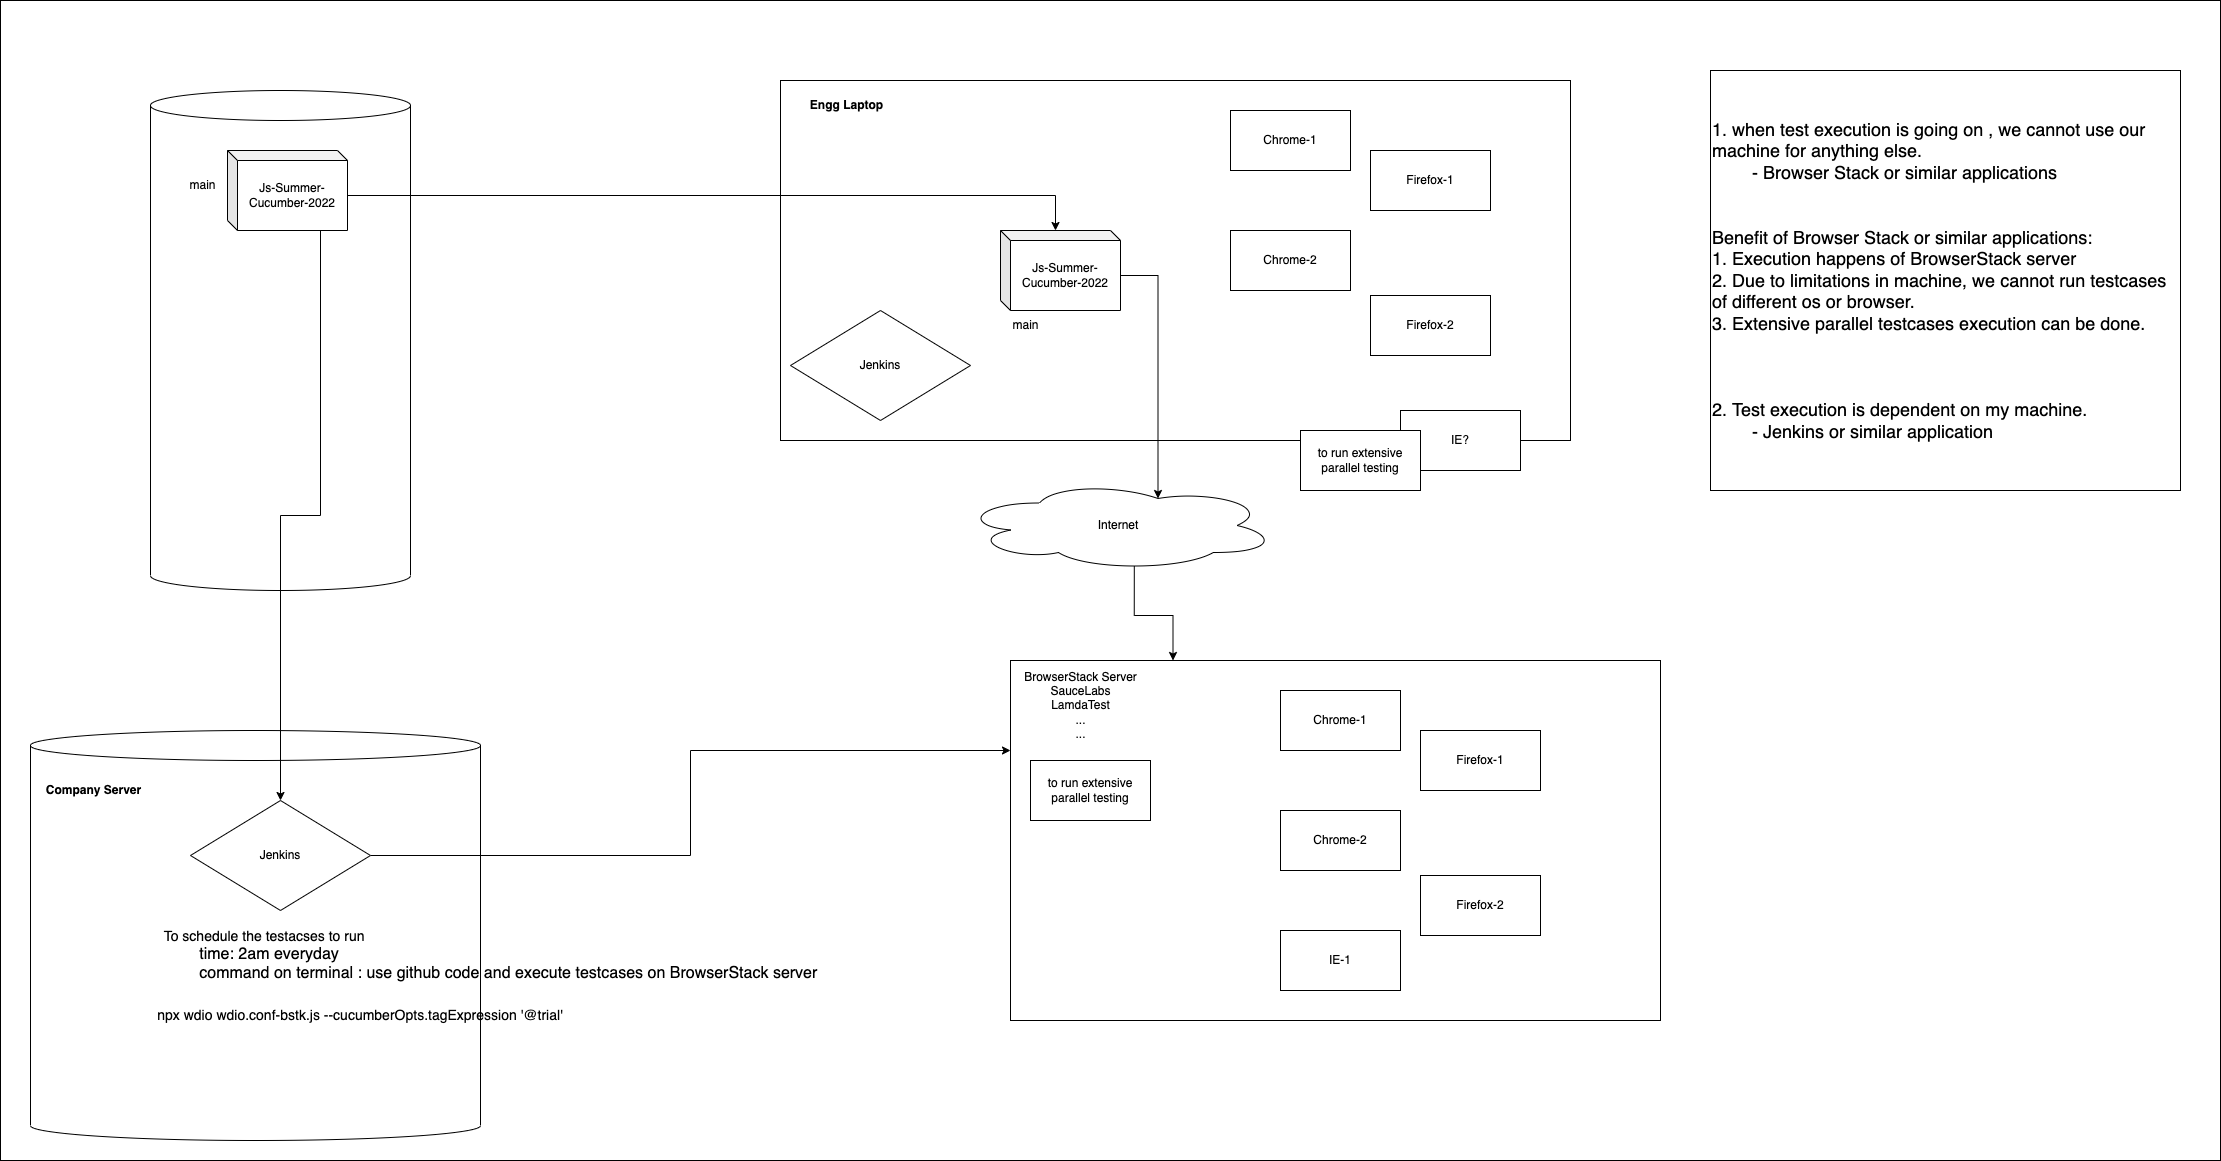 main
Js-Summer-
Cucumber-2022
Engg Laptop
Js-Summer-
Cucumber-2022
main
Jenkins
Chrome-1
Firefox-1
Chrome-2
Firefox-2
IE?
to run extensive
parallel testing
1. when test execution is going on , we cannot use our
machine for anything else.
- Browser Stack or similar applications
Benefit of Browser Stack or similar applications:
1. Execution happens of BrowserStack server
2. Due to limitations in machine, we cannot run testcases
of different os or browser.
3. Extensive parallel testcases execution can be done.
2. Test execution is dependent on my machine.
- Jenkins or similar application
Internet
Company Server
Jenkins
To schedule the testacses to run
time: 2am everyday
command on terminal : use github code and execute testcases on BrowserStack server
npx wdio wdio.conf-bstk.js --cucumberOpts.tagExpression '@trial'
BrowserStack Server
SauceLabs
LamdaTest
...
...
to run extensive
parallel testing
Chrome-1
Firefox-1
Chrome-2
Firefox-2
IE-1